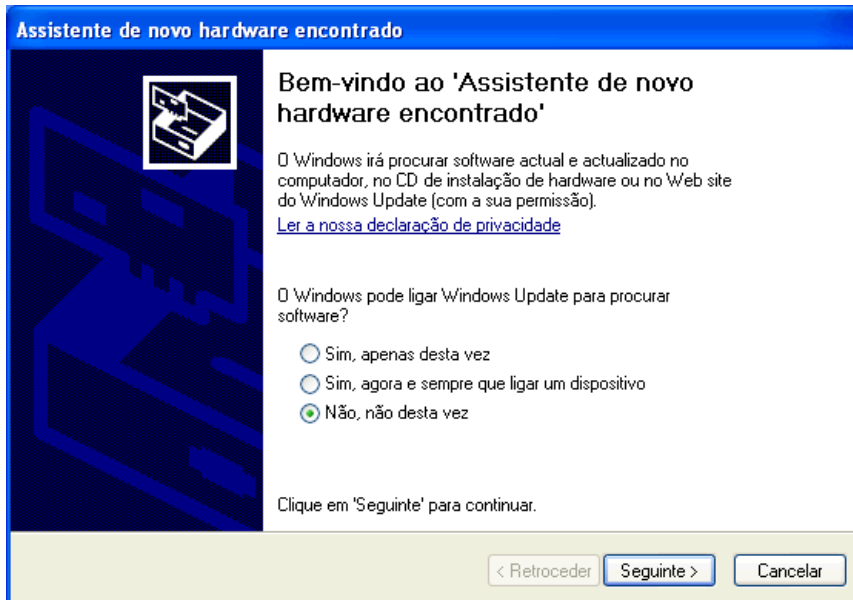 Assistente de novo hardware encontrado
Bem-vindo ao 'Assistente de novo
hardware encontrado'
O Windows irá procurar software actual e actualizado no
computador, no CD de instalação de hardware ou no Web site
do Windows Update (com a sua permissão).
Ler a nossa declaração de privacidade
O Windows pode ligar Windows Update para procurar
software?
Sim, apenas desta vez
Sim, agora e sempre que ligar um dispositivo
Não, não desta vez
Clique em 'Seguinte' para continuar.
< Retroceder
Seguinte >
Cancelar